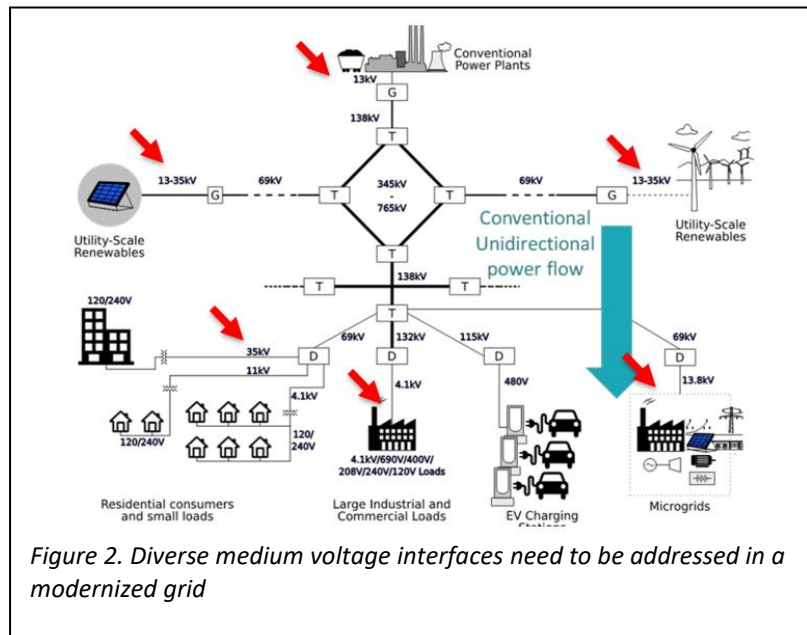 Conventional
Power Plants
13kV
G
138kV
T
13-35kV
G
69kV
T
345kV
-
765kV
T
69kV
G
13-35kV
Utility-Scale
Renewables
Conventional
Unidirectional
power flow
Utility-Scale
Renewables
T
138kV
T
T
120/240V
T
69kV
132kV
115kV
69kV
35kV
D
D
D
D
11kV
4.1kV
4.1kV
480V
13.8kV
120/240V
120/
240V
4.1kV/690V/400V/
208V/240V/120V Loads
Residential consumers
and small loads
Large Industrial and
Commercial Loads
EV Charging
Stations
Microgrids
Figure 2. Diverse medium voltage interfaces need to be addressed in a
modernized grid